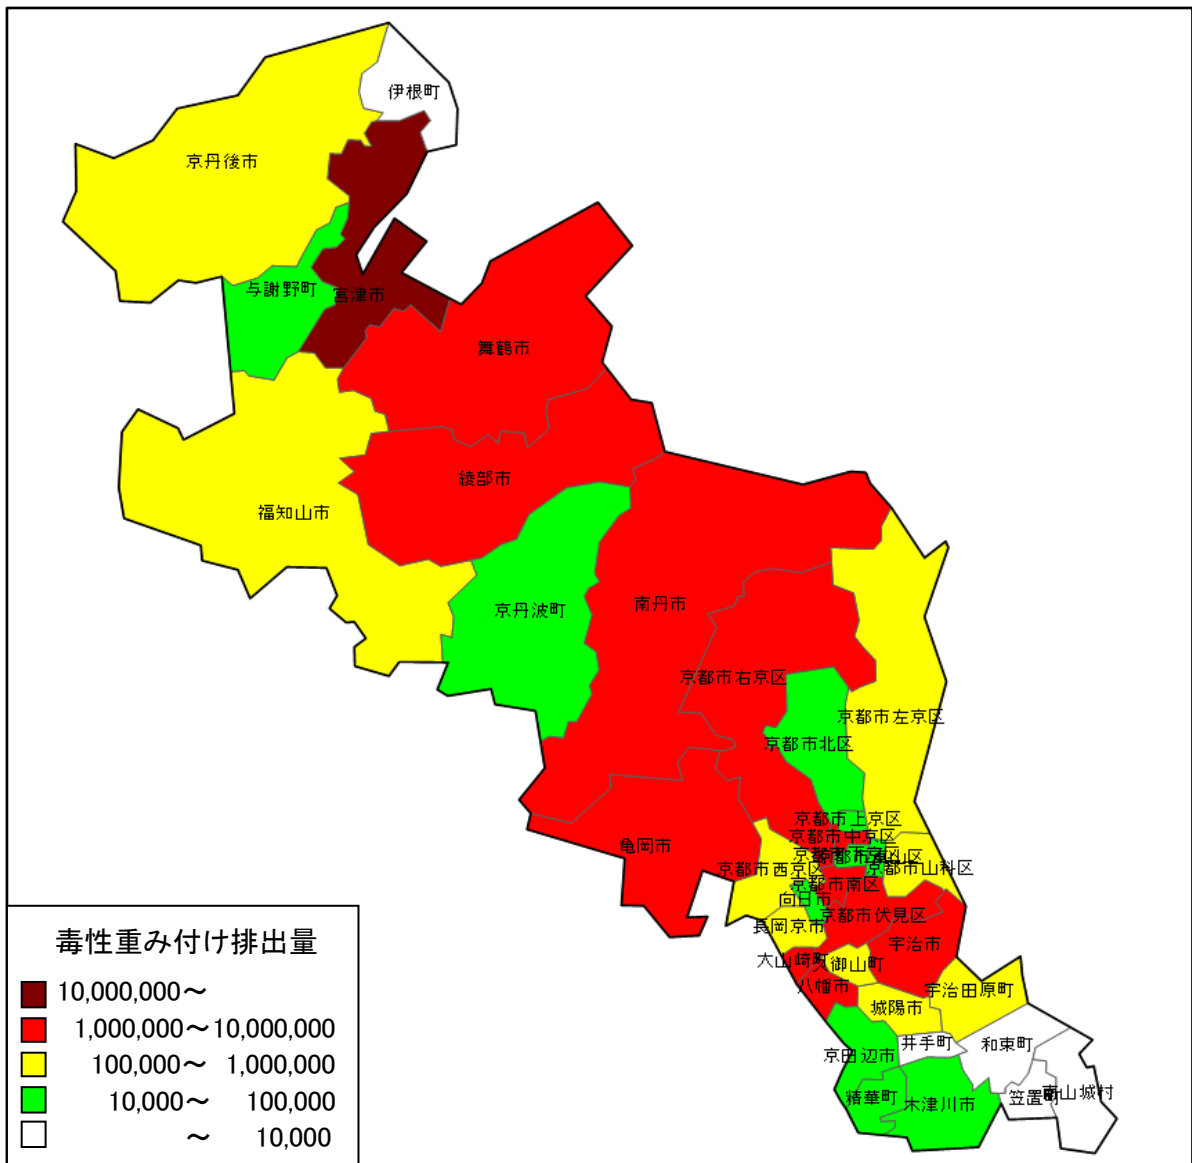 伊根町
京丹後市
与謝野町
宮津市
舞鶴市
綾部市
福知山市
京丹波町
南丹市
京都市右京区
京都市左京区
京都市北区
京都市上京区
京都市中京区
亀岡市
京都市西京区
京都市山科区
京都市南区
向日市
京都市伏見区
長岡京市
宇治市
大山崎町
久御山町
八幡市
宇治田原町
城陽市
井手町
和束町
京田辺市
精華町
木津川市
笠置町
南山城村
毒性重み付け排出量
10,000,000～
1,000,000～10,000,000
100,000～ 1,000,000
10,000～ 100,000
～ 10,000